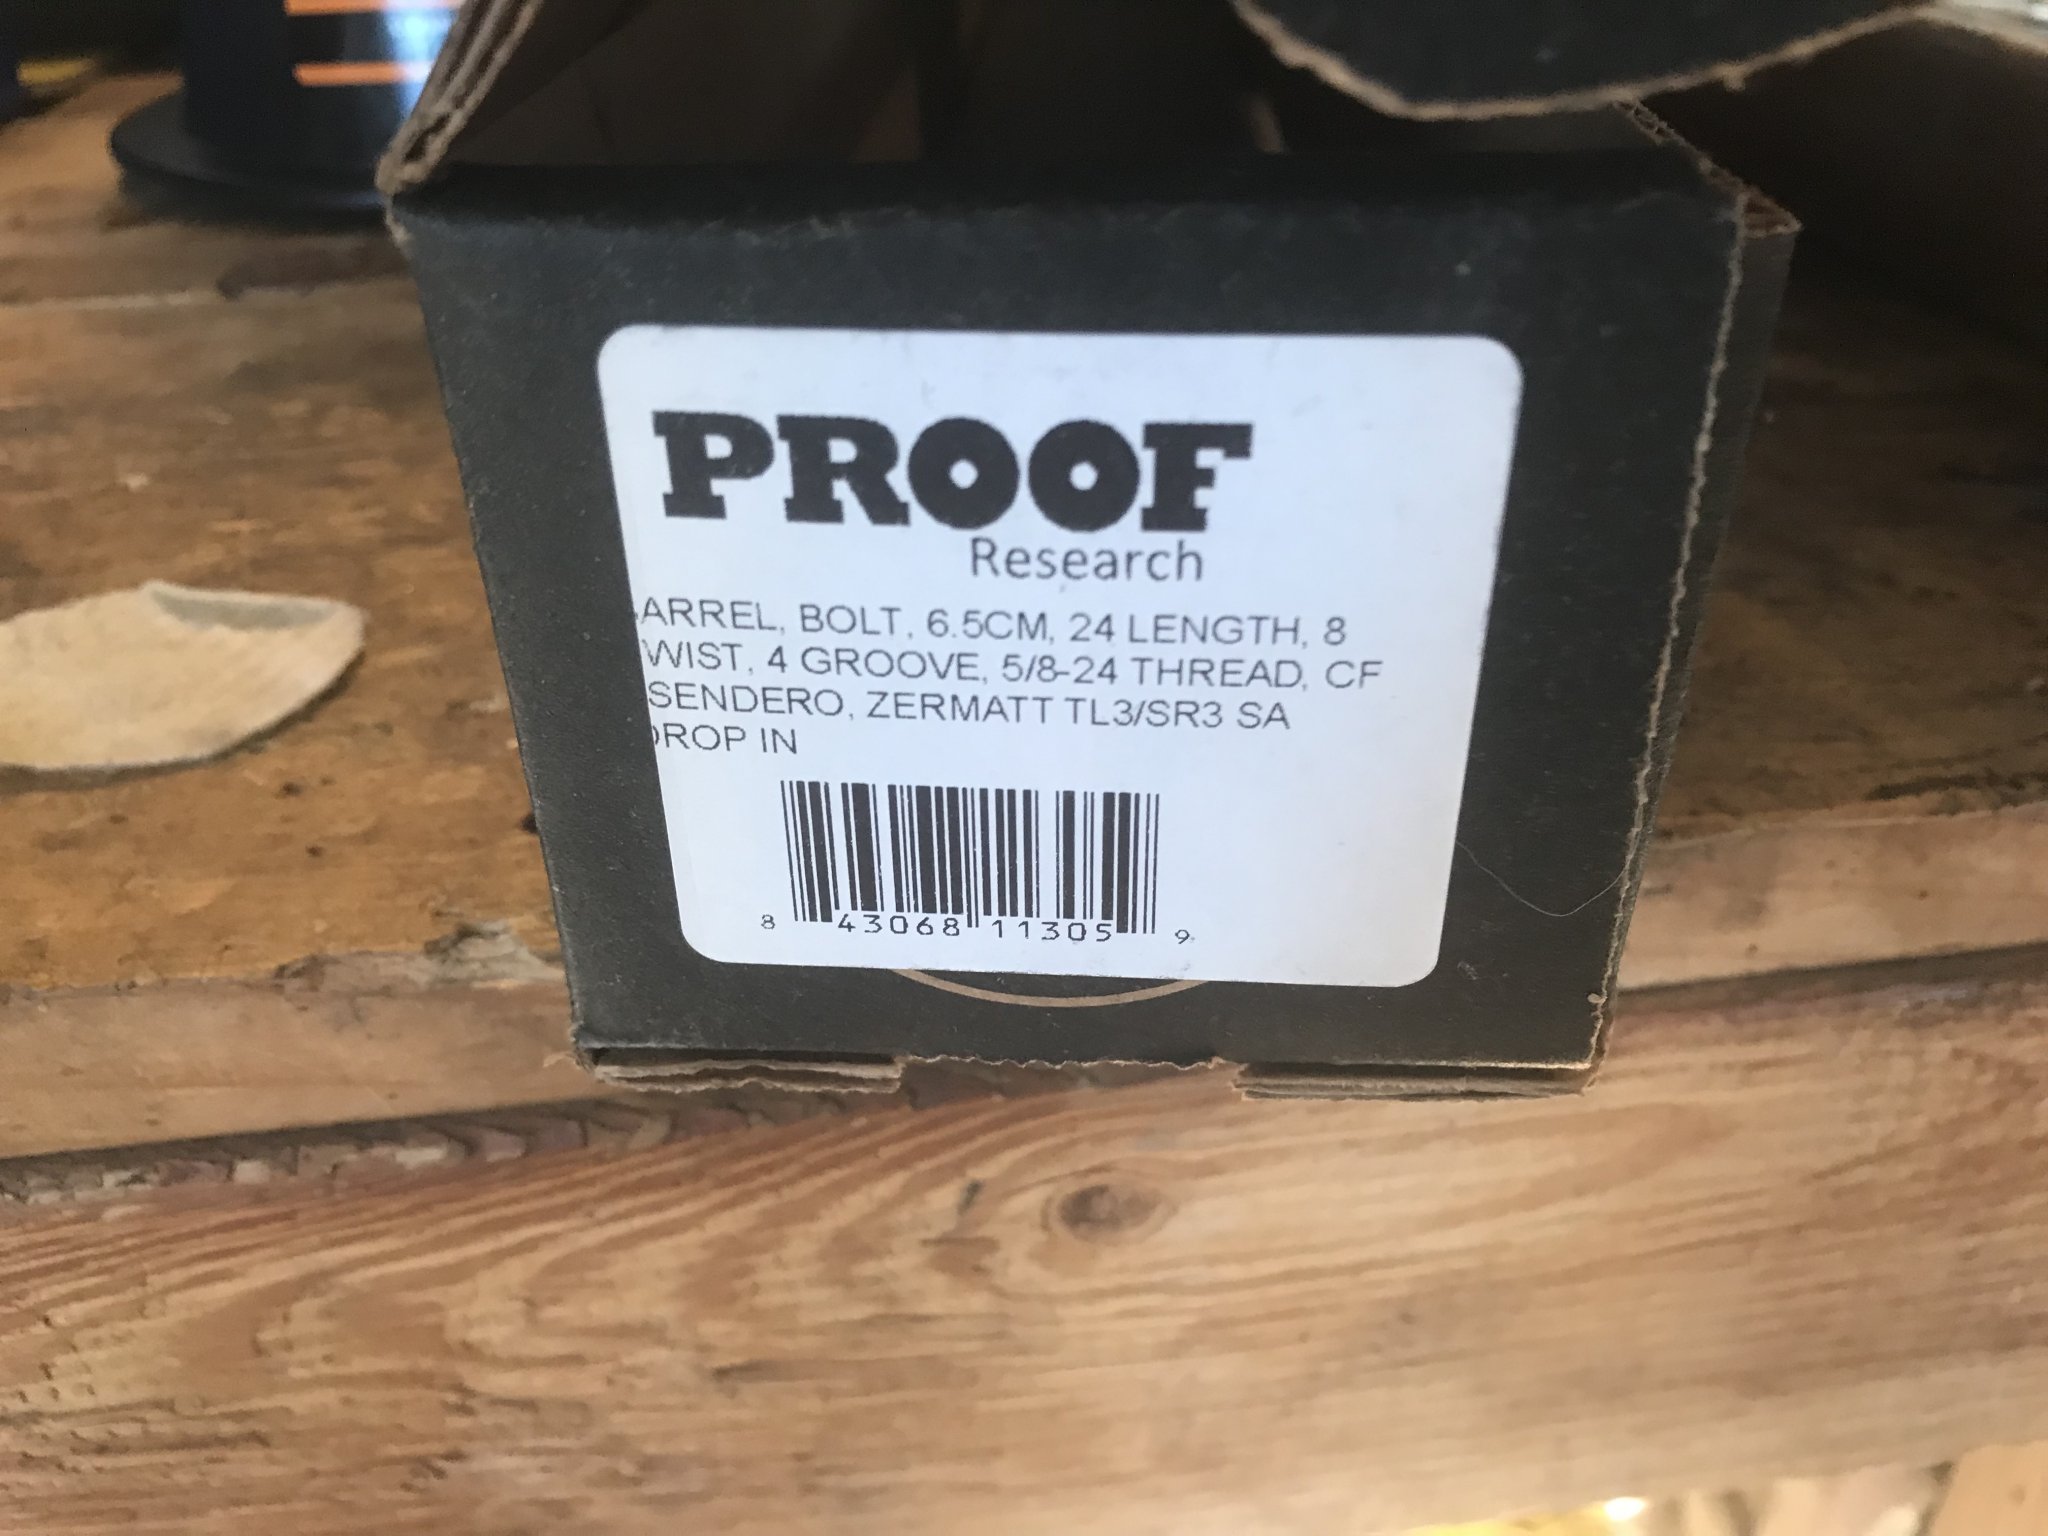 PROOF
Research
ARREL, BOLT, 6.5CM, 24 LENGTH, 8
WIST, 4 GROOVE, 5/8-24 THREAD, CF
SENDERO, ZERMATT TL3/SR3 SA
DROP IN
8 43068 11305 9